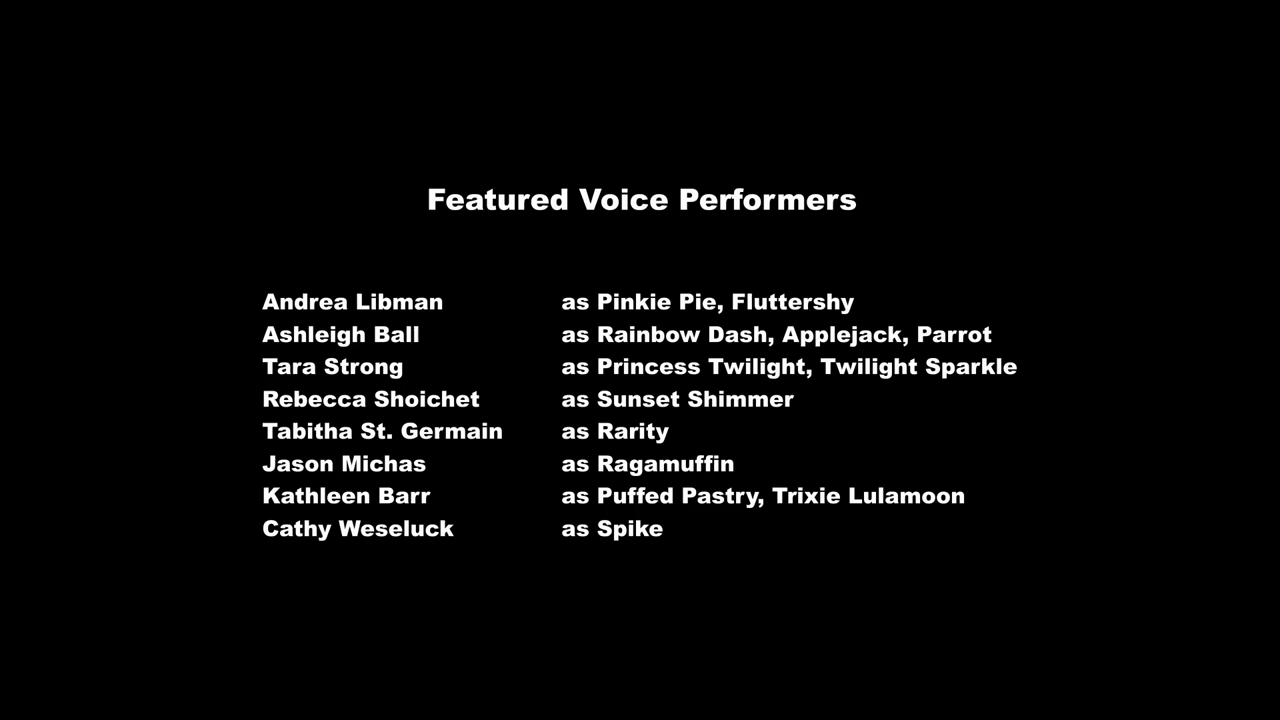 Featured Voice Performers
Andrea Libman as Pinkie Pie, Fluttershy
Ashleigh Ball as Rainbow Dash, Applejack, Parrot
Tara Strong as Princess Twilight, Twilight Sparkle
Rebecca Shoichet as Sunset Shimmer
Tabitha St. Germain as Rarity
Jason Michas as Ragamuffin
Kathleen Barr as Puffed Pastry, Trixie Lulamoon
Cathy Weseluck as Spike